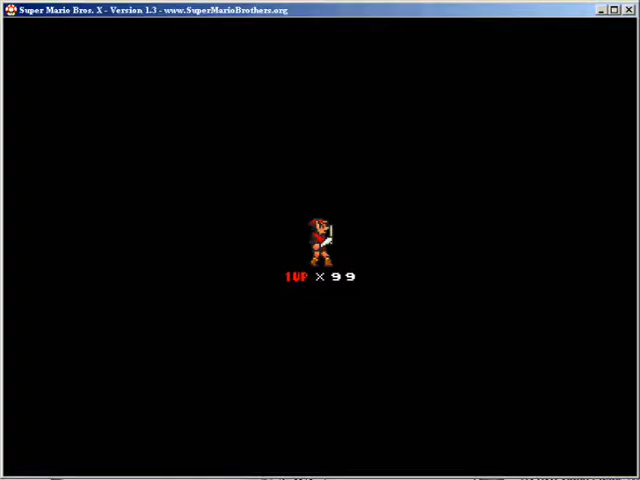 Super Mario Bros. X - Version 1.3 - www.SuperMarioBrothers.org
1UP X 99